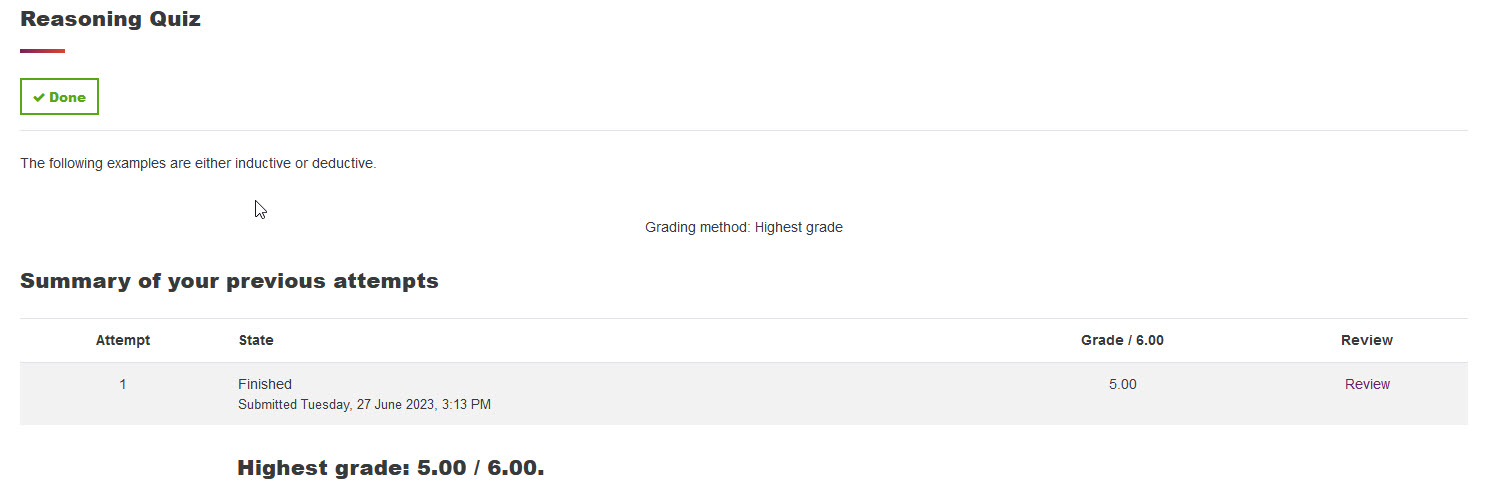 Reasoning Quiz
Done
The following examples are either inductive or deductive.
Grading method: Highest grade
Summary of your previous attempts
Attempt State Grade / 6.00 Review
1 Finished 5.00 Review
Submitted Tuesday, 27 June 2023, 3:13 PM
Highest grade: 5.00 / 6.00.